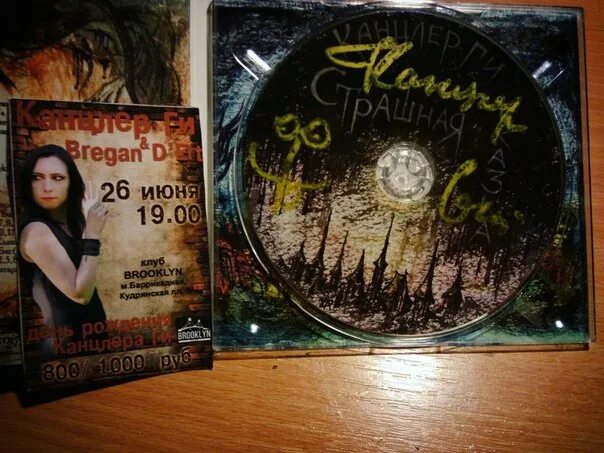 Канцлер Ги
&
Bregan D'Ert
26 июня
19.00
клуб
BROOKLYN
м.Баррикадная
Кудринская пл.
день рождения
Канцлера Ги
BROOKLYN
800/ 1000 руб
КАНЦЛЕР ГИ
СТРАШНАЯ
СКАЗКА
Канцлер
Ги